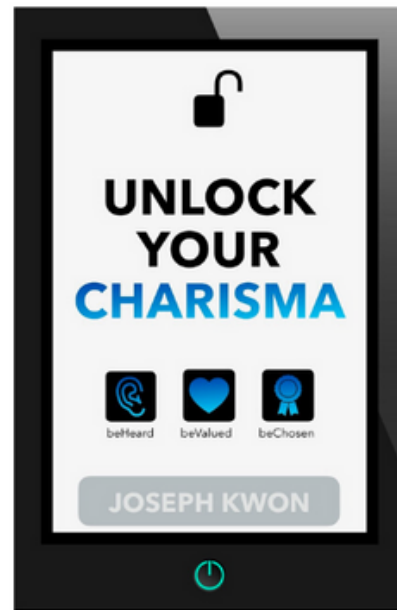 UNLOCK
YOUR
CHARISMA
beHeard beValued beChosen
JOSEPH KWON